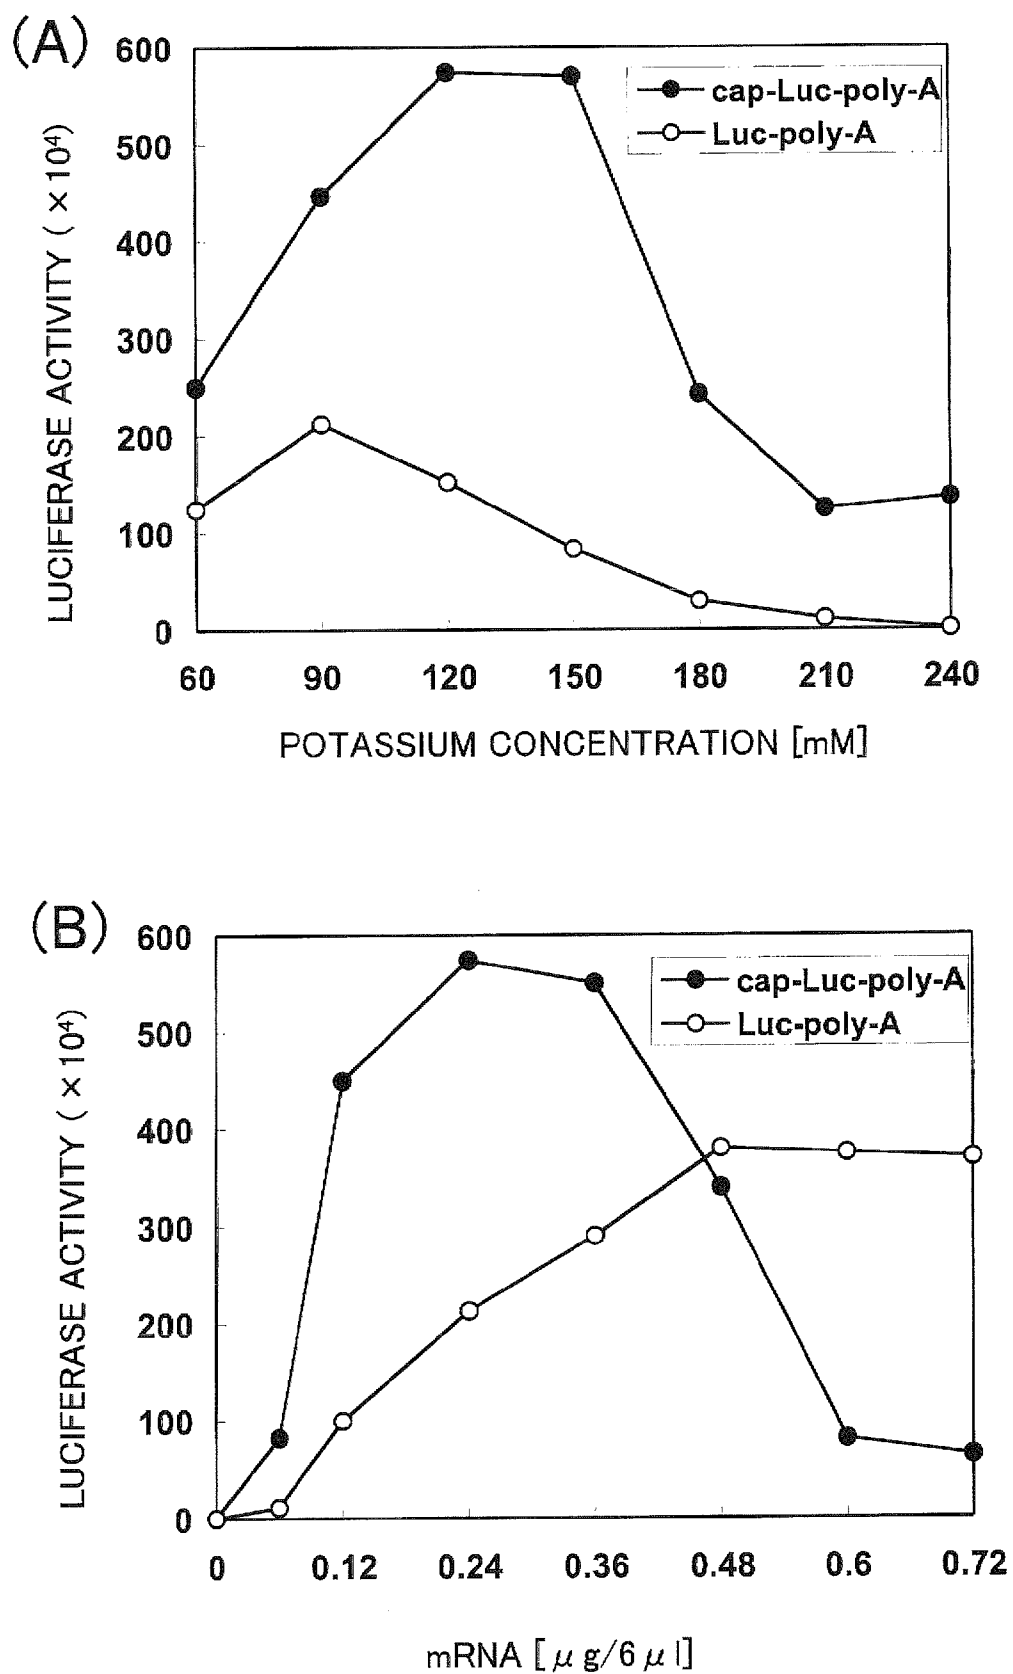 (A)
600
500
400
300
200
100
0
LUCIFERASE ACTIVITY ( ×10⁴)
cap-Luc-poly-A
Luc-poly-A
60 90 120 150 180 210 240
POTASSIUM CONCENTRATION [mM]
(B)
600
500
400
300
200
100
0
LUCIFERASE ACTIVITY ( ×10⁴)
cap-Luc-poly-A
Luc-poly-A
0 0.12 0.24 0.36 0.48 0.6 0.72
mRNA [ μg/6 μl]